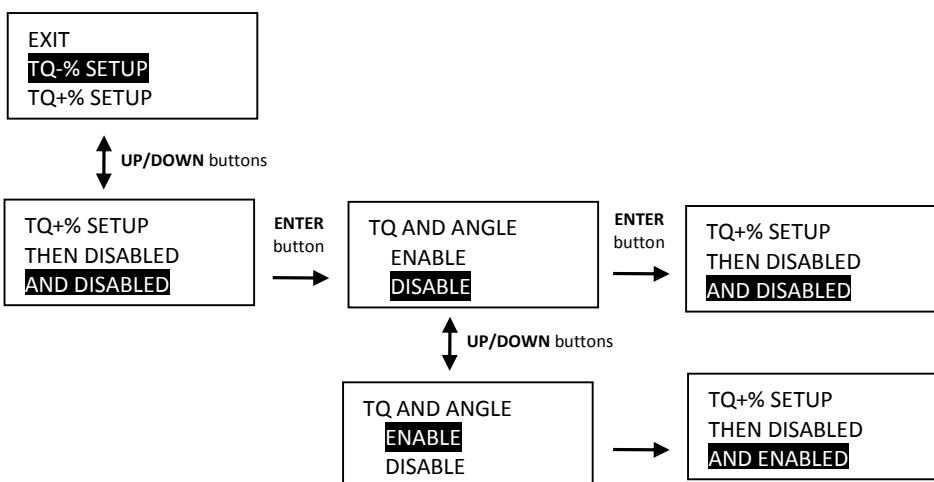 EXIT
TQ-% SETUP
TQ+% SETUP
UP/DOWN buttons
TQ+% SETUP
THEN DISABLED
AND DISABLED
ENTER
button
TQ AND ANGLE
ENABLE
DISABLE
ENTER
button
TQ+% SETUP
THEN DISABLED
AND DISABLED
UP/DOWN buttons
TQ AND ANGLE
ENABLE
DISABLE
TQ+% SETUP
THEN DISABLED
AND ENABLED